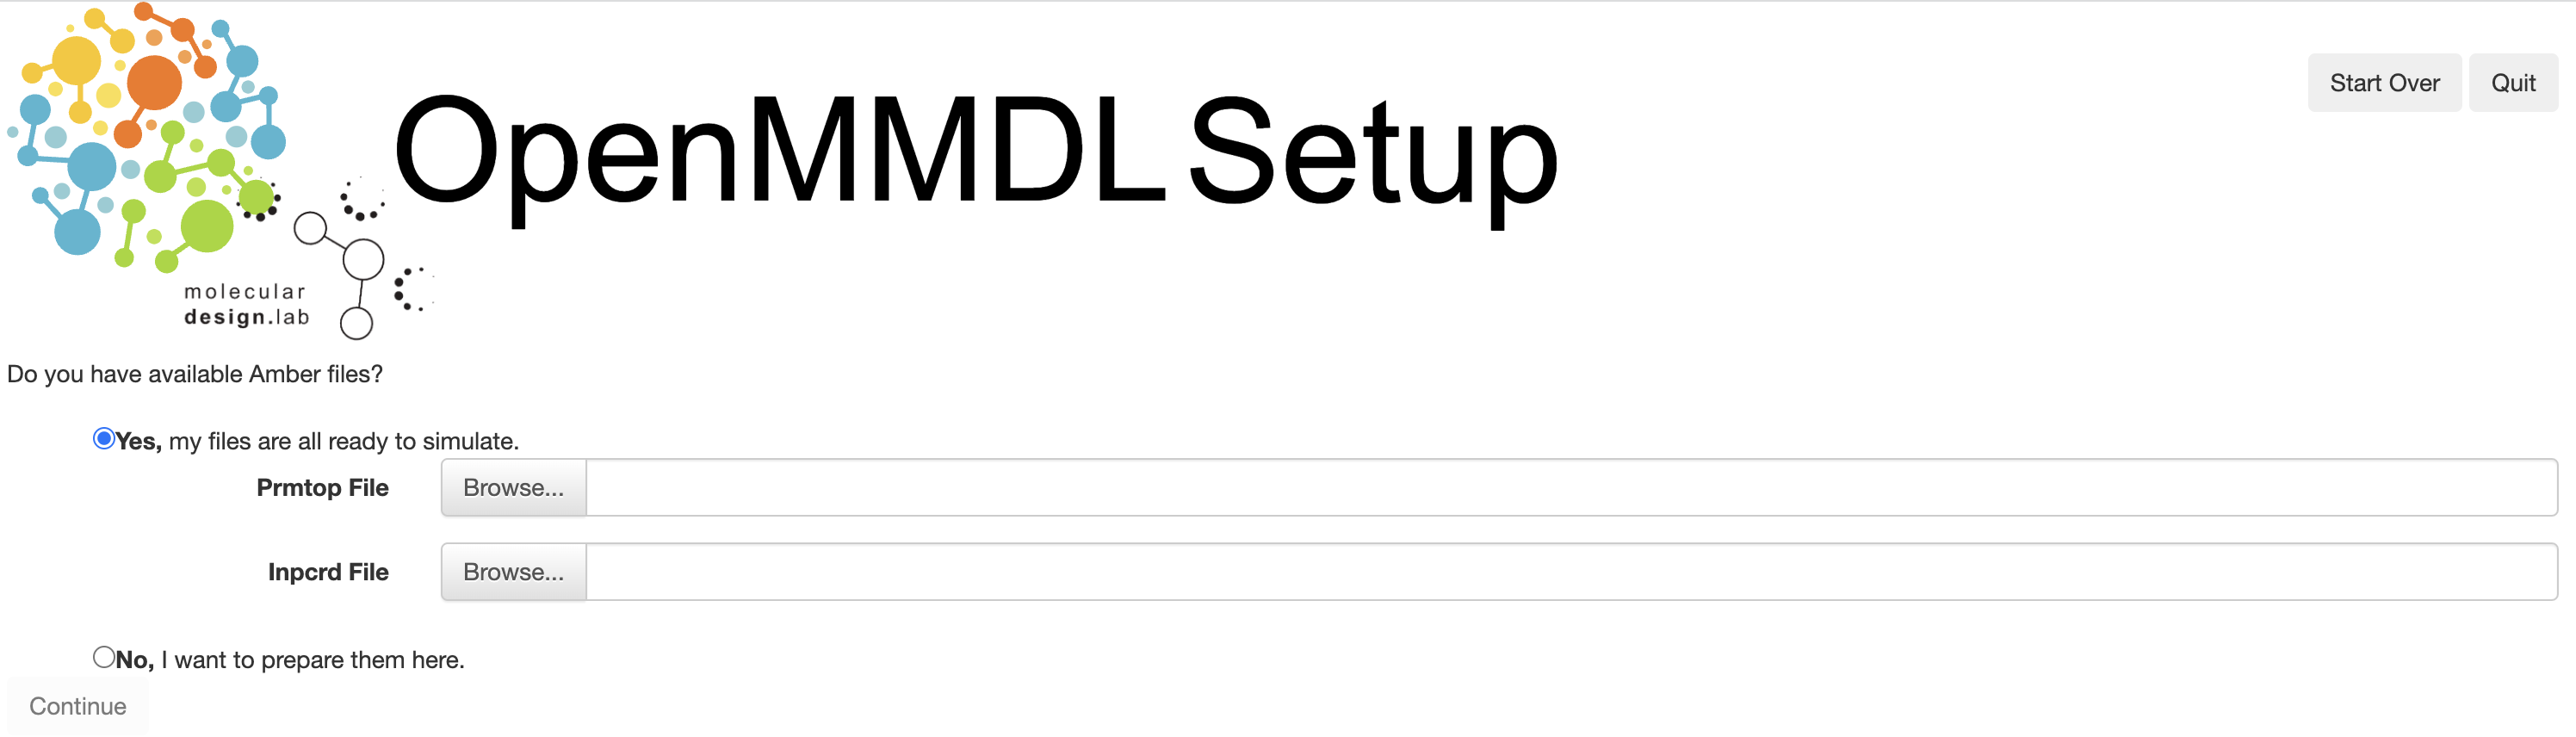 Start Over Quit
OpenMMDL Setup
molecular
design.lab
Do you have available Amber files?
Yes, my files are all ready to simulate.
Prmtop File Browse...
Inpcrd File Browse...
No, I want to prepare them here.
Continue